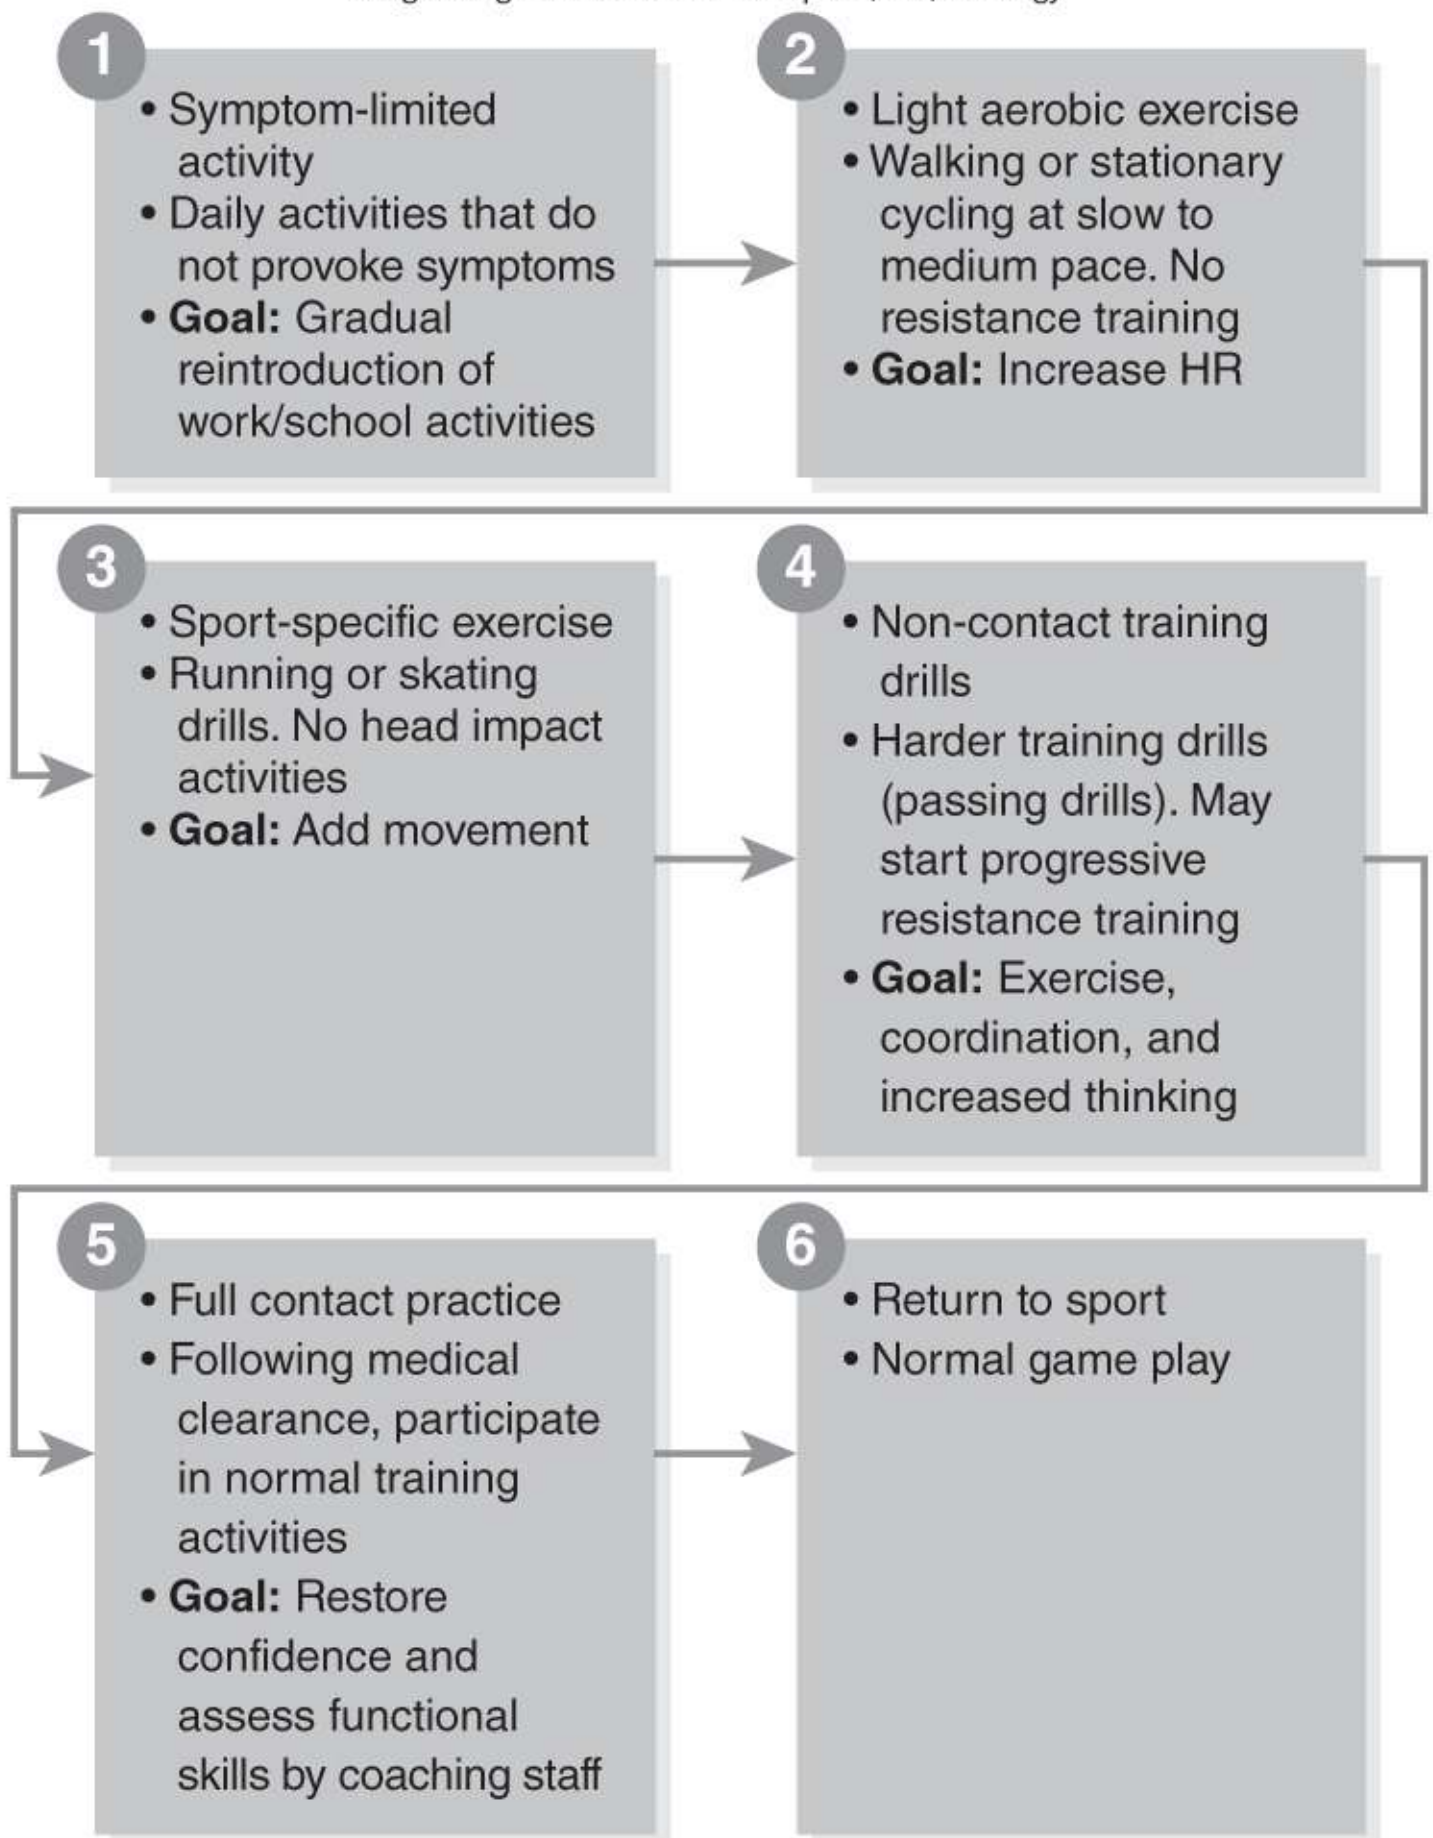 1
• Symptom-limited
activity
• Daily activities that do
not provoke symptoms
• Goal: Gradual
reintroduction of
work/school activities
2
• Light aerobic exercise
• Walking or stationary
cycling at slow to
medium pace. No
resistance training
• Goal: Increase HR
3
• Sport-specific exercise
• Running or skating
drills. No head impact
activities
• Goal: Add movement
4
• Non-contact training
drills
• Harder training drills
(passing drills). May
start progressive
resistance training
• Goal: Exercise,
coordination, and
increased thinking
5
• Full contact practice
• Following medical
clearance, participate
in normal training
activities
• Goal: Restore
confidence and
assess functional
skills by coaching staff
6
• Return to sport
• Normal game play